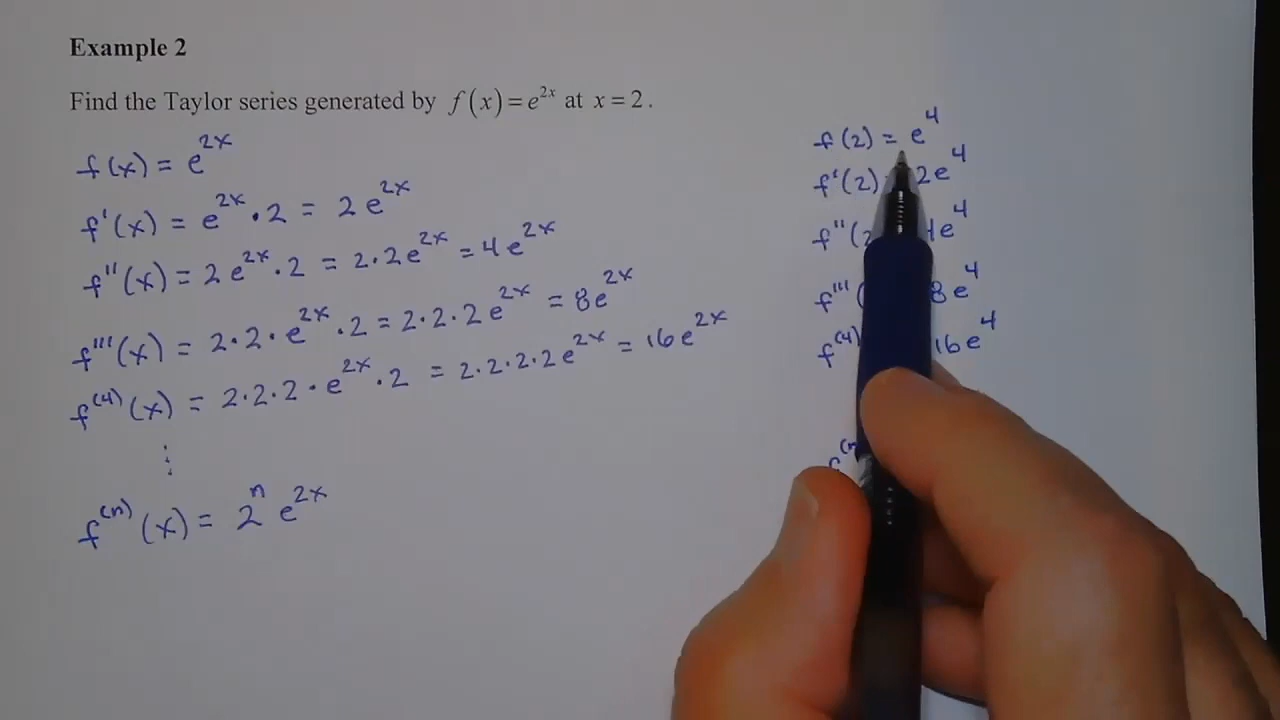 Example 2
Find the Taylor series generated by f(x) = e^{2x} at x = 2.
f(x) = e^{2x}
f'(x) = e^{2x} · 2 = 2e^{2x}
f''(x) = 2e^{2x} · 2 = 2·2e^{2x} = 4e^{2x}
f'''(x) = 2·2·e^{2x} · 2 = 2·2·2e^{2x} = 8e^{2x}
f^{(4)}(x) = 2·2·2·e^{2x} · 2 = 2·2·2·2e^{2x} = 16e^{2x}
⋮
f^{(n)}(x) = 2^n e^{2x}
f(2) = e^4
f'(2) 2e^4
f''(2 e^4
f'''( 8e^4
f^{(4)} 16e^4